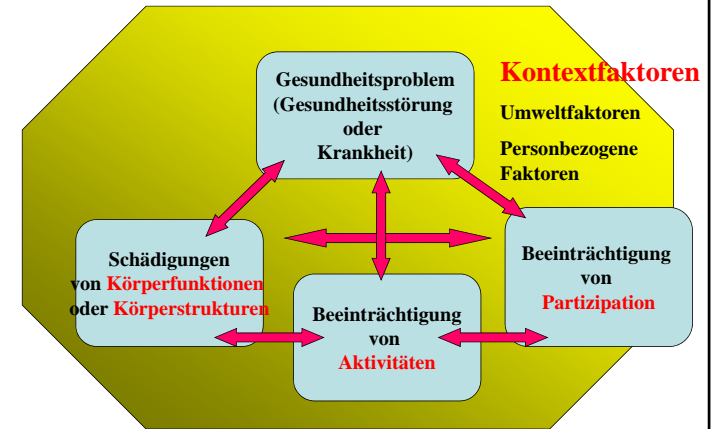 Gesundheitsproblem
(Gesundheitsstörung
oder
Krankheit)
Kontextfaktoren
Umweltfaktoren
Personbezogene
Faktoren
Schädigungen
von Körperfunktionen
oder Körperstrukturen
Beeinträchtigung
von
Aktivitäten
Beeinträchtigung
von
Partizipation